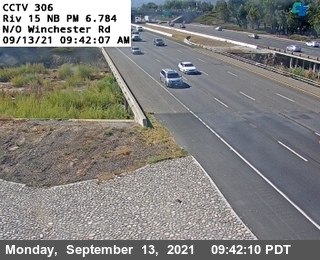 CCTV 306
Riv 15 NB PM 6.784
N/O Winchester Rd
09/13/21 09:42:07 AM
Monday, September 13, 2021 09:42:10 PDT